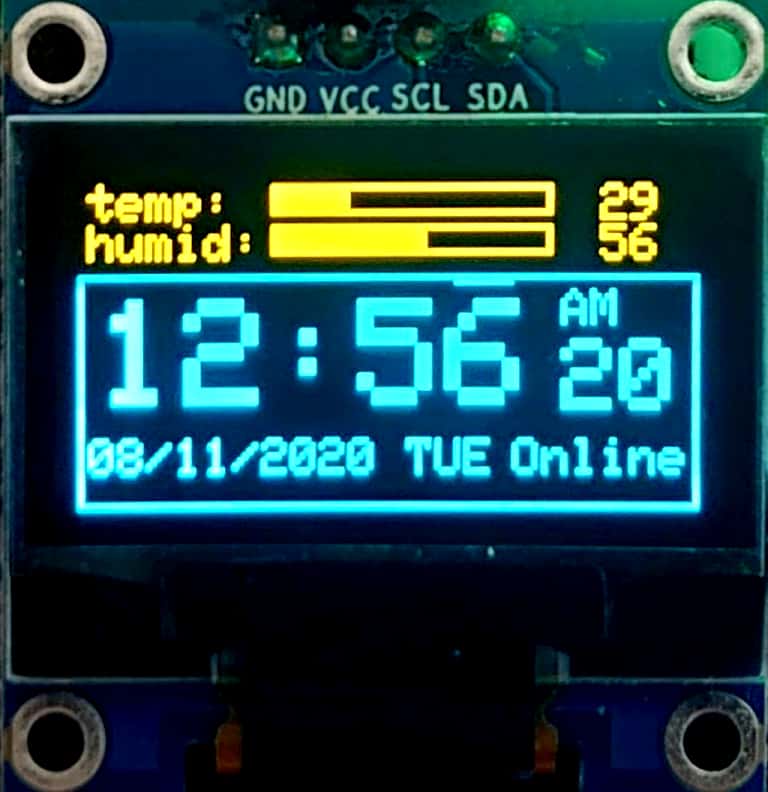 GND VCC SCL SDA
temp: 29
humid: 56
12:56 AM 20
08/11/2020 TUE Online